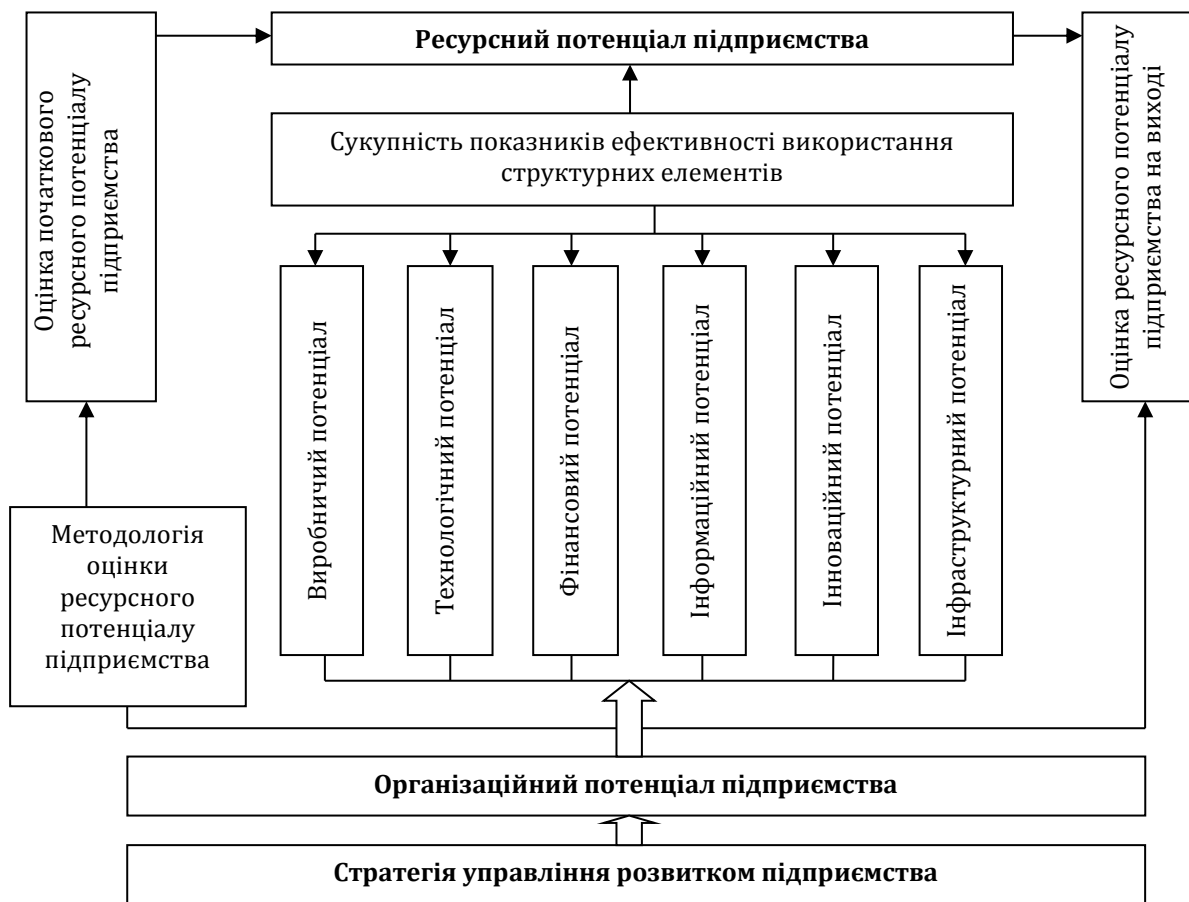 Оцінка початкового
ресурсного потенціалу
підприємства
Ресурсний потенціал підприємства
Оцінка ресурсного потенціалу
підприємства на виході
Сукупність показників ефективності використання
структурних елементів
Виробничий потенціал
Технологічний потенціал
Фінансовий потенціал
Інформаційний потенціал
Інноваційний потенціал
Інфраструктурний потенціал
Методологія
оцінки
ресурсного
потенціалу
підприємства
Організаційний потенціал підприємства
Стратегія управління розвитком підприємства